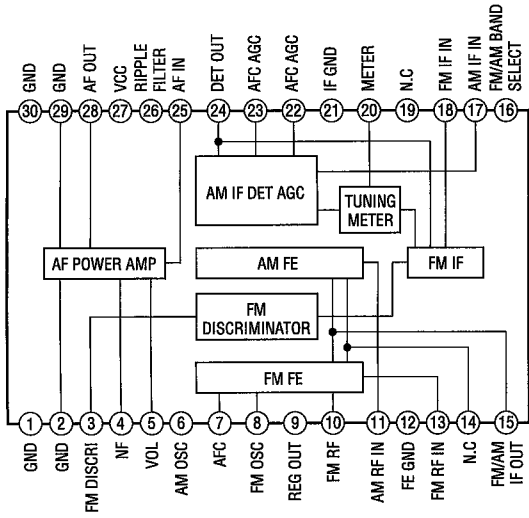 GND
GND
AF OUT
VCC
RIPPLE
FILTER
AF IN
DET OUT
AFC AGC
AFC AGC
IF GND
METER
N.C
FM IF IN
AM IF IN
FM/AM BAND
SELECT
30 29 28 27 26 25 24 23 22 21 20 19 18 17 16
AM IF DET AGC
TUNING
METER
AF POWER AMP
AM FE
FM IF
FM
DISCRIMINATOR
FM FE
1 2 3 4 5 6 7 8 9 10 11 12 13 14 15
GND
GND
FM DISCRI
NF
VOL
AM OSC
AFC
FM OSC
REG OUT
FM RF
AM RF IN
FE GND
FM RF IN
N.C
FM/AM
IF OUT